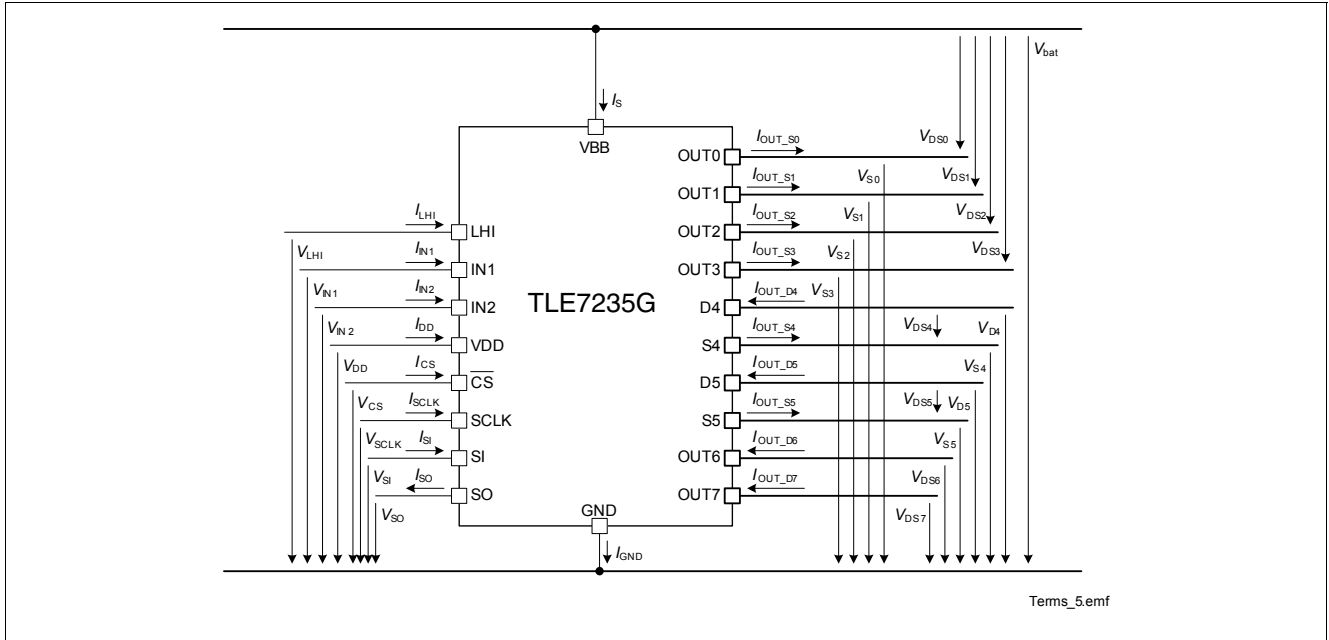 Vbat
IS
VBB
IOUT_S0
VDS0
OUT0
IOUT_S1
VS0
VDS1
OUT1
ILHI
IOUT_S2
VS1
VDS2
LHI
OUT2
VLHI
IIN1
IOUT_S3
VS2
VDS3
IN1
OUT3
VIN1
IIN2
TLE7235G
IOUT_D4
VS3
IN2
D4
VIN2
IDD
IOUT_S4
VDS4
VD4
VDD
S4
VDD
ICS
IOUT_D5
VS4
CS
D5
VCS
ISCLK
IOUT_S5
VDS5
VD5
SCLK
S5
VSCLK
ISI
IOUT_D6
VS5
SI
OUT6
VSI
ISO
IOUT_D7
VDS6
SO
OUT7
VSO
GND
VDS7
IGND
Terms_5.emf